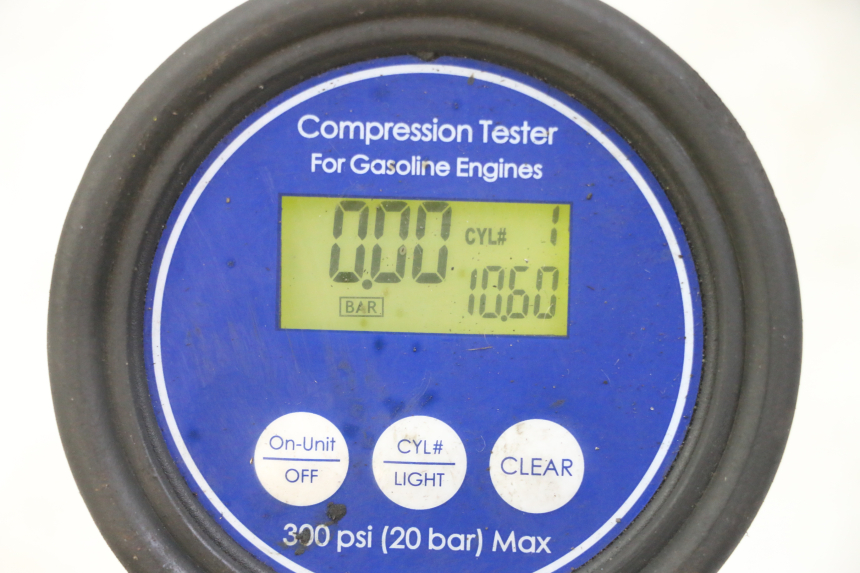 Compression Tester
For Gasoline Engines
0.00 CYL# 1
BAR 10.60
On-Unit
OFF
CYL#
LIGHT
CLEAR
300 psi (20 bar) Max